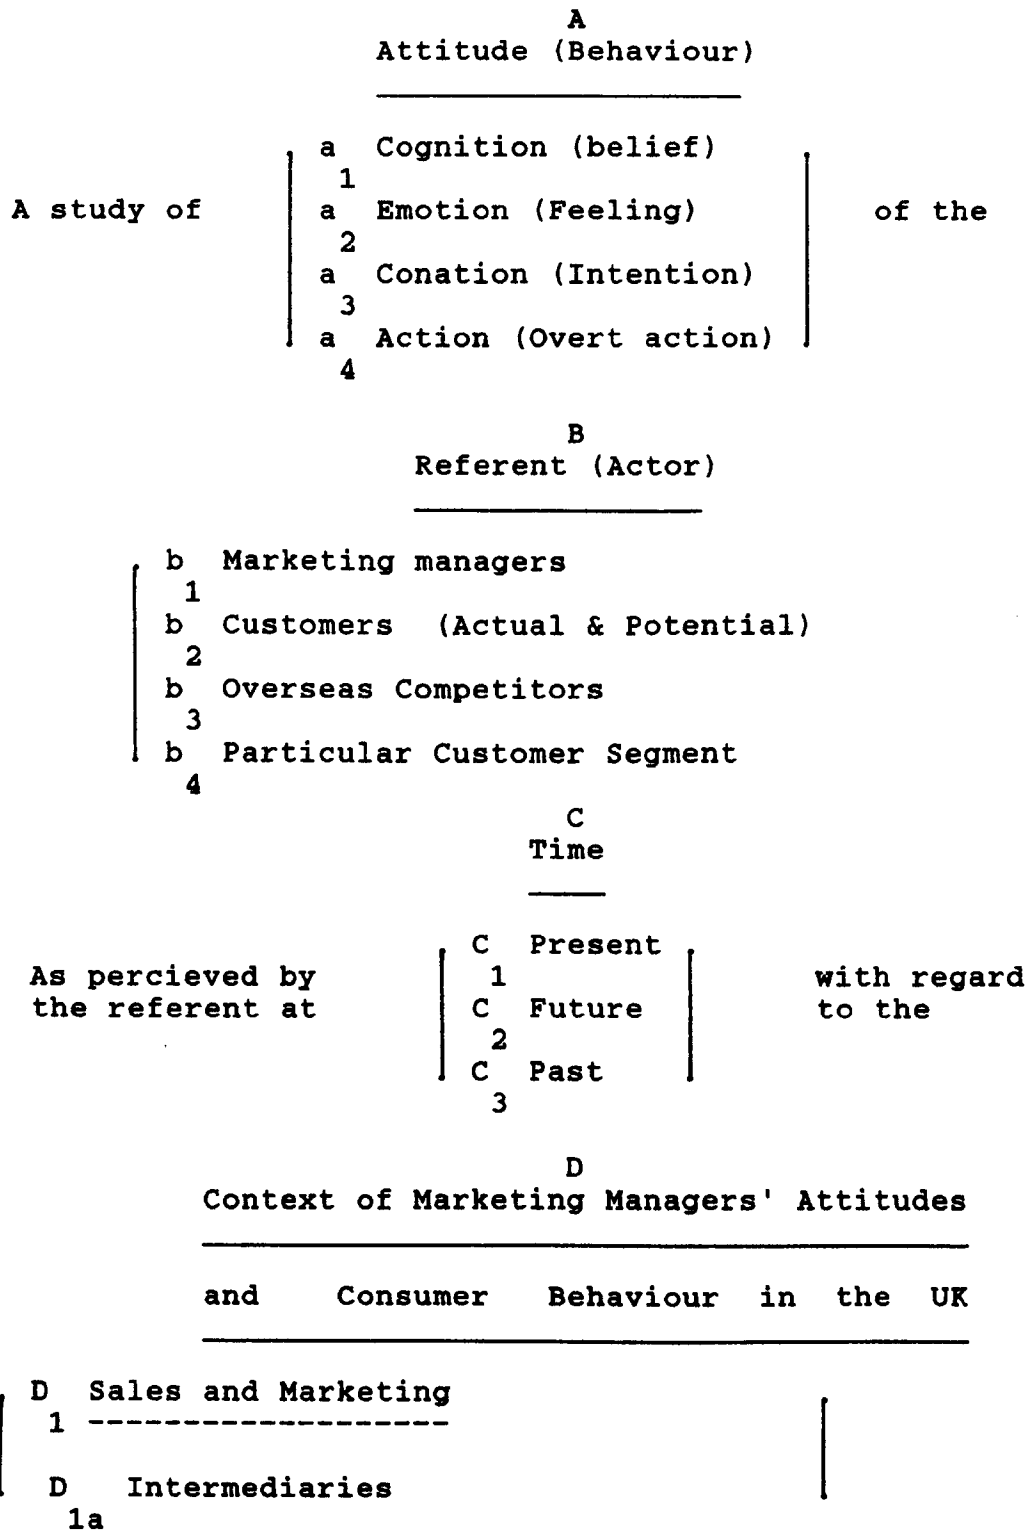 A
Attitude (Behaviour)
a Cognition (belief)
1
A study of a Emotion (Feeling) of the
2
a Conation (Intention)
3
a Action (Overt action)
4
B
Referent (Actor)
b Marketing managers
1
b Customers (Actual & Potential)
2
b Overseas Competitors
3
b Particular Customer Segment
4
C
Time
C Present
As percieved by 1 with regard
the referent at C Future to the
2
C Past
3
D
Context of Marketing Managers' Attitudes
and Consumer Behaviour in the UK
D Sales and Marketing
1 -------------------
D Intermediaries
1a